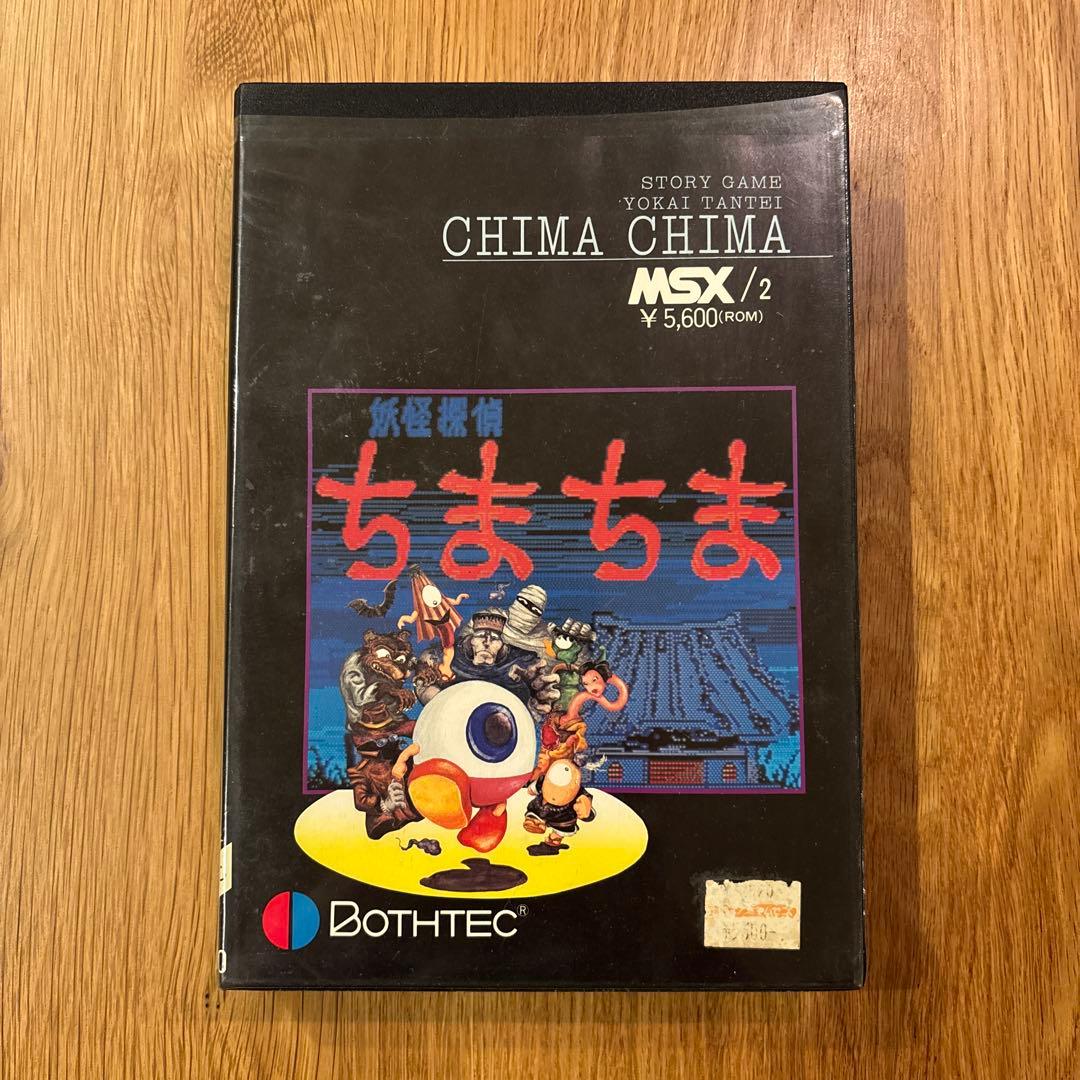 STORY GAME
YOKAI TANTEI
CHIMA CHIMA
MSX/2
¥5,600(ROM)
妖怪探偵
ちまちま
BOTHTEC®